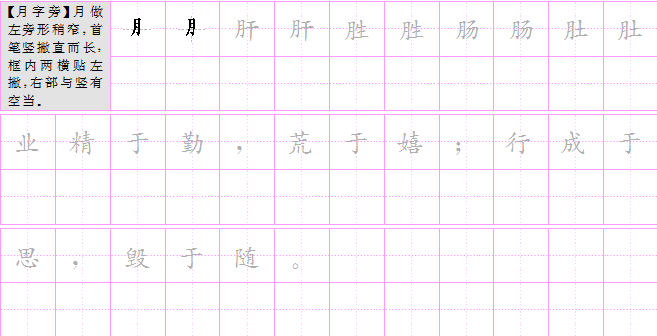 【月字旁】月做
左旁形稍窄，首
笔竖撇直而长，
框内两横贴左
撇，右部与竖有
空当．
月 月 肝 肝 胜 胜 肠 肠 肚 肚
业精于勤，荒于嬉；行成于
思，毁于随。